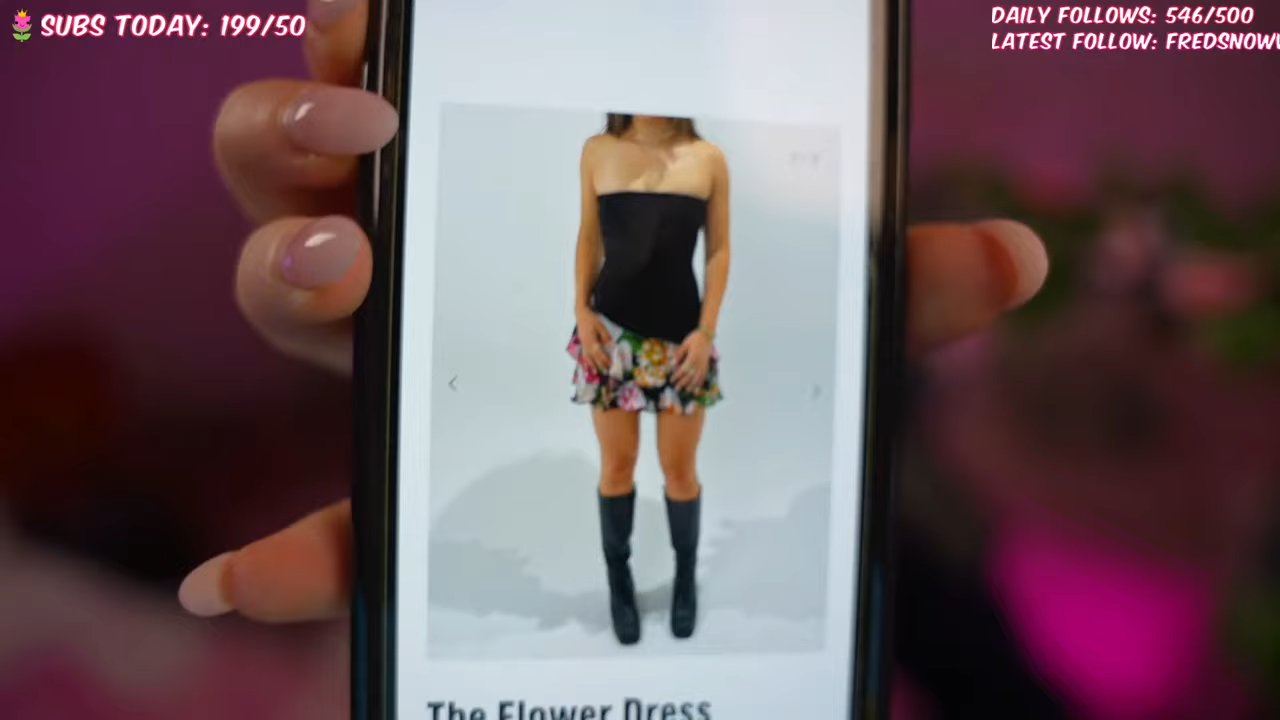 SUBS TODAY: 199/50
DAILY FOLLOWS: 546/500
LATEST FOLLOW: FREDSNOW
The Flower Dress